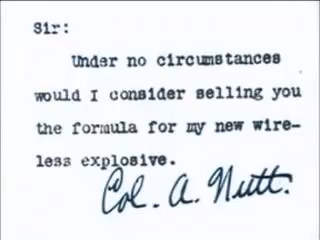 Sir:
Under no circumstances
would I consider selling you
the formula for my new wire-
less explosive.
Col. A. Nutt.